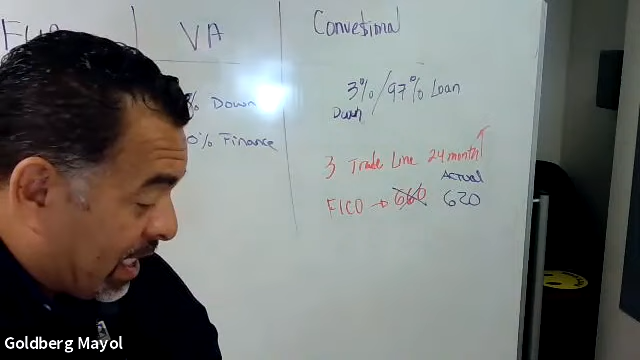 VA
Convetional
% Down
0% Finance
3%/97% Loan
Down
3 Trade Line 24 month
Actual
FICO → 660 620
Goldberg Mayol